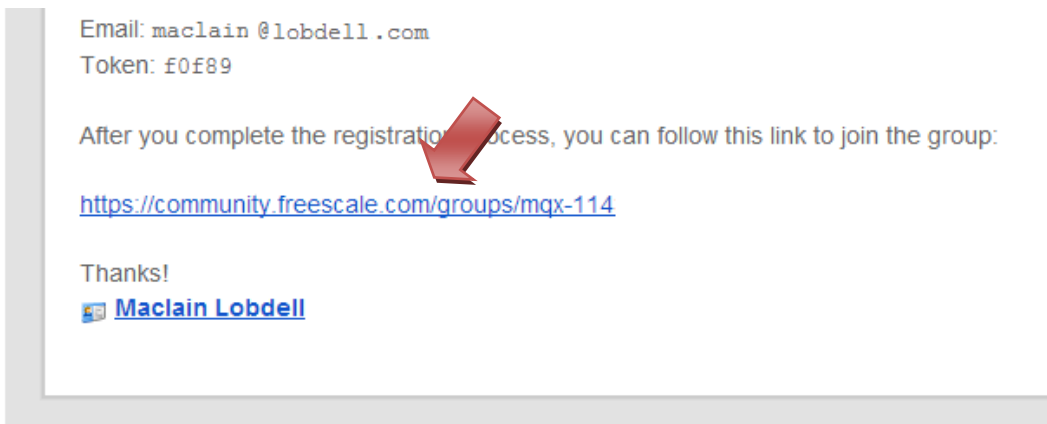 Email: maclain @lobdell.com
Token: f0f89
After you complete the registration process, you can follow this link to join the group:
https://community.freescale.com/groups/mqx-114
Thanks!
Maclain Lobdell